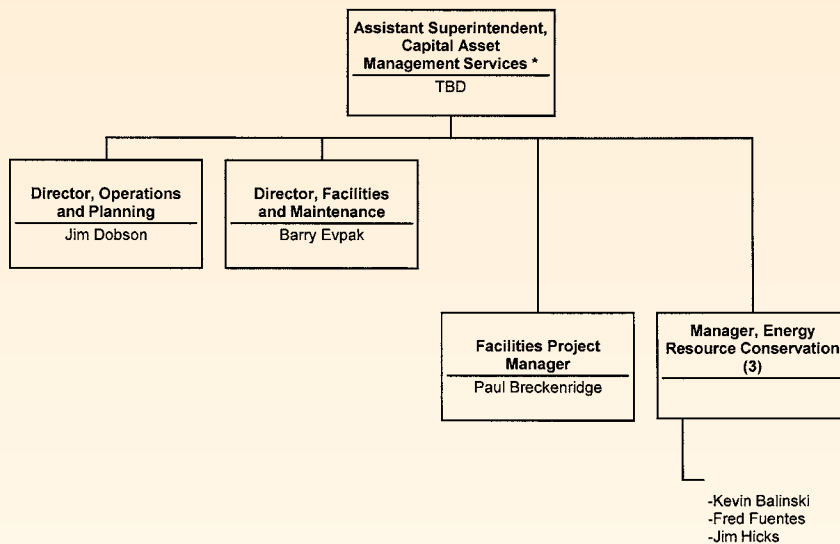 Assistant Superintendent,
Capital Asset
Management Services *
TBD
Director, Operations
and Planning
Jim Dobson
Director, Facilities
and Maintenance
Barry Evpak
Facilities Project
Manager
Paul Breckenridge
Manager, Energy
Resource Conservation
(3)
-Kevin Balinski
-Fred Fuentes
-Jim Hicks